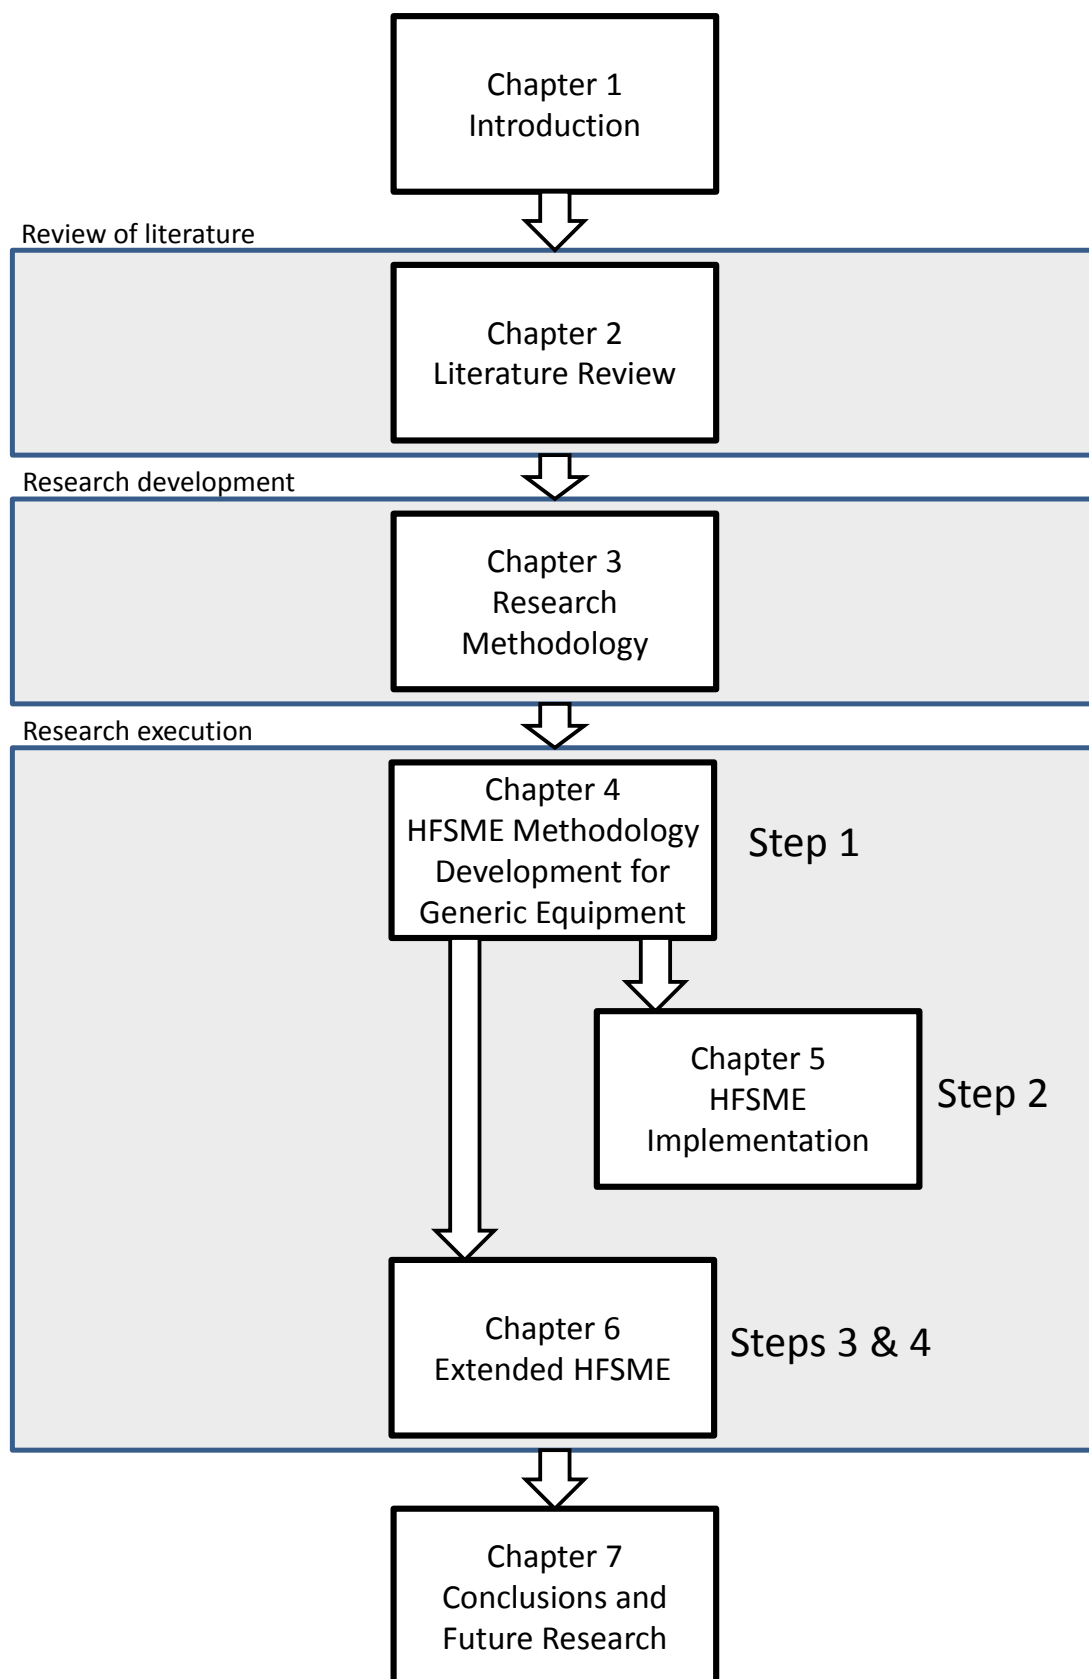 Chapter 1
Introduction
Review of literature
Chapter 2
Literature Review
Research development
Chapter 3
Research
Methodology
Research execution
Chapter 4
HFSME Methodology
Development for
Generic Equipment
Step 1
Chapter 5
HFSME
Implementation
Step 2
Chapter 6
Extended HFSME
Steps 3 & 4
Chapter 7
Conclusions and
Future Research